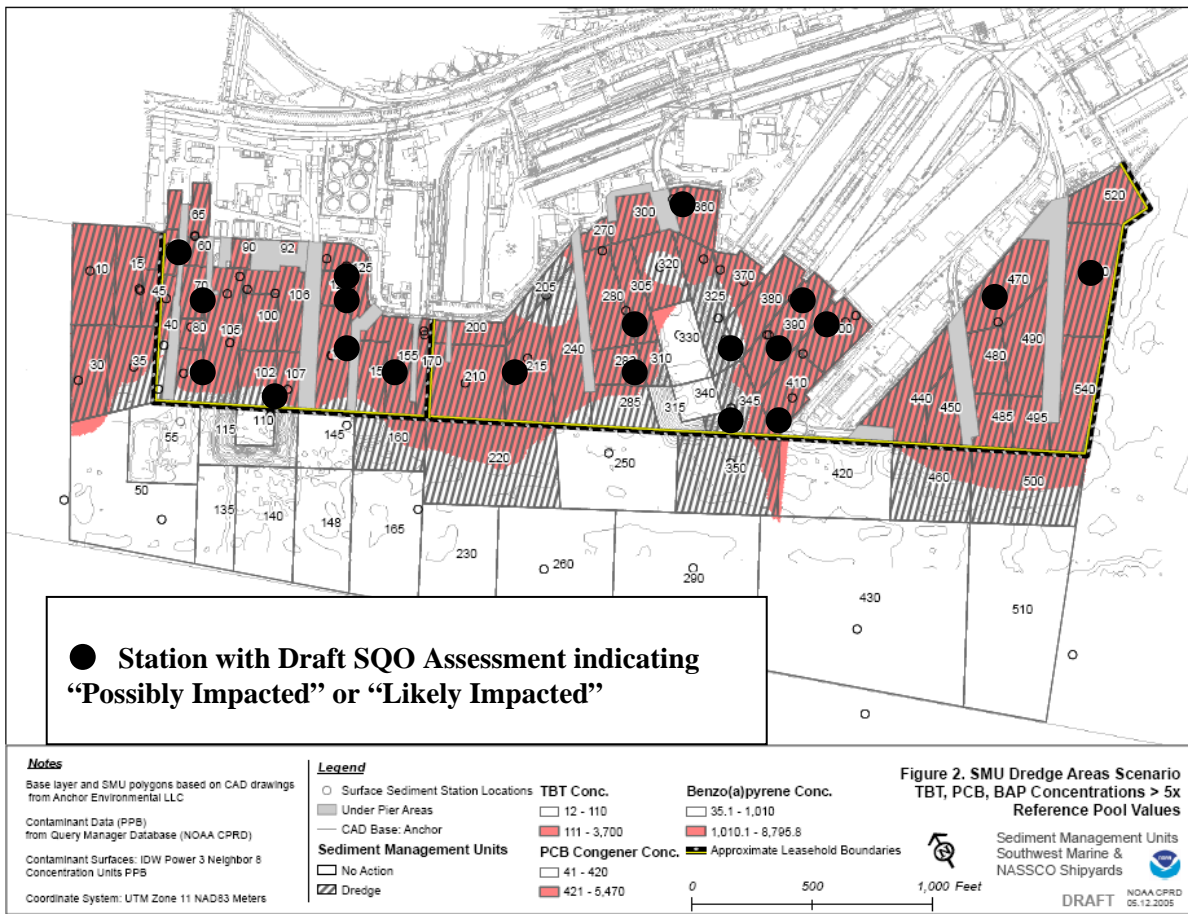 520
65
300
360
60
90
92
270
10
15
320
370
70
45
205
280
305
470
106
325
380
40
80
105
100
200
390
330
490
155
170
240
310
480
30
35
102
107
210
215
340
410
285
315
345
440
450
485
495
540
55
115
110
145
160
220
250
350
420
460
500
50
135
140
148
165
230
260
290
430
510
Station with Draft SQO Assessment indicating
“Possibly Impacted” or “Likely Impacted”
Notes
Base layer and SMU polygons based on CAD drawings
from Anchor Environmental LLC
Contaminant Data (PPB)
from Query Manager Database (NOAA CPRD)
Contaminant Surfaces: IDW Power 3 Neighbor 8
Concentration Units PPB
Coordinate System: UTM Zone 11 NAD83 Meters
Legend
Surface Sediment Station Locations
Under Pier Areas
CAD Base: Anchor
Sediment Management Units
No Action
Dredge
TBT Conc.
12 - 110
111 - 3,700
PCB Congener Conc.
41 - 420
421 - 5,470
Benzo(a)pyrene Conc.
35.1 - 1,010
1,010.1 - 8,795.8
Approximate Leasehold Boundaries
0 500 1,000 Feet
Figure 2. SMU Dredge Areas Scenario
TBT, PCB, BAP Concentrations > 5x
Reference Pool Values
N
Sediment Management Units
Southwest Marine &
NASSCO Shipyards
DRAFT
NOAA CPRD
05.12.2005